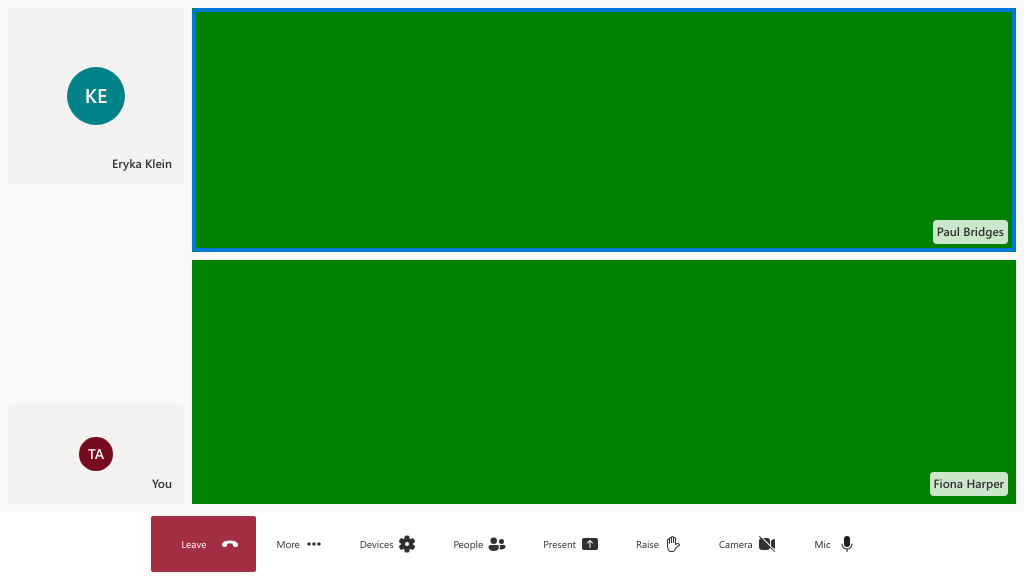 KE
Eryka Klein
Paul Bridges
TA
You
Fiona Harper
Leave
More
Devices
People
Present
Raise
Camera
Mic